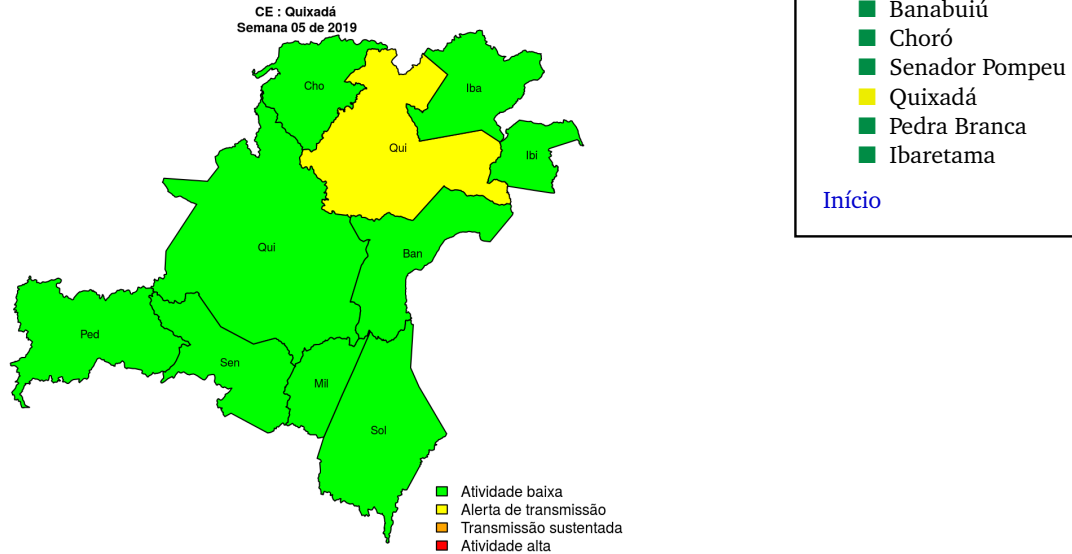 CE : Quixadá
Semana 05 de 2019
Cho
Iba
Qui
Ibi
Qui
Ban
Ped
Sen
Mil
Sol
Atividade baixa
Alerta de transmissão
Transmissão sustentada
Atividade alta
Banabuiú
Choró
Senador Pompeu
Quixadá
Pedra Branca
Ibaretama
Início